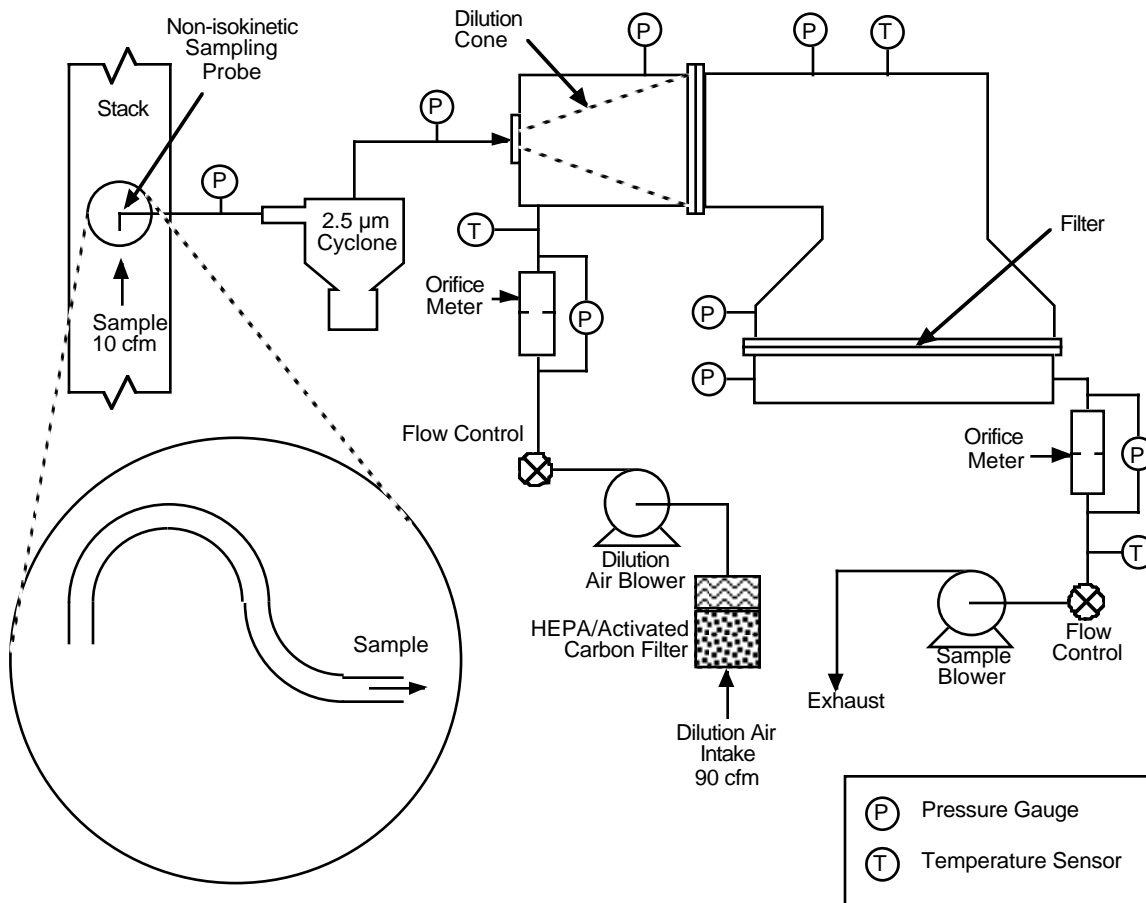 Non-isokinetic
Sampling
Probe
Stack
P
Sample
10 cfm
2.5 µm
Cyclone
P
Dilution
Cone
P
P
T
T
Orifice
Meter
P
Flow Control
Dilution
Air Blower
HEPA/Activated
Carbon Filter
Dilution Air
Intake
90 cfm
Filter
P
P
Orifice
Meter
P
T
Flow
Control
Sample
Blower
Exhaust
Sample
P Pressure Gauge
T Temperature Sensor